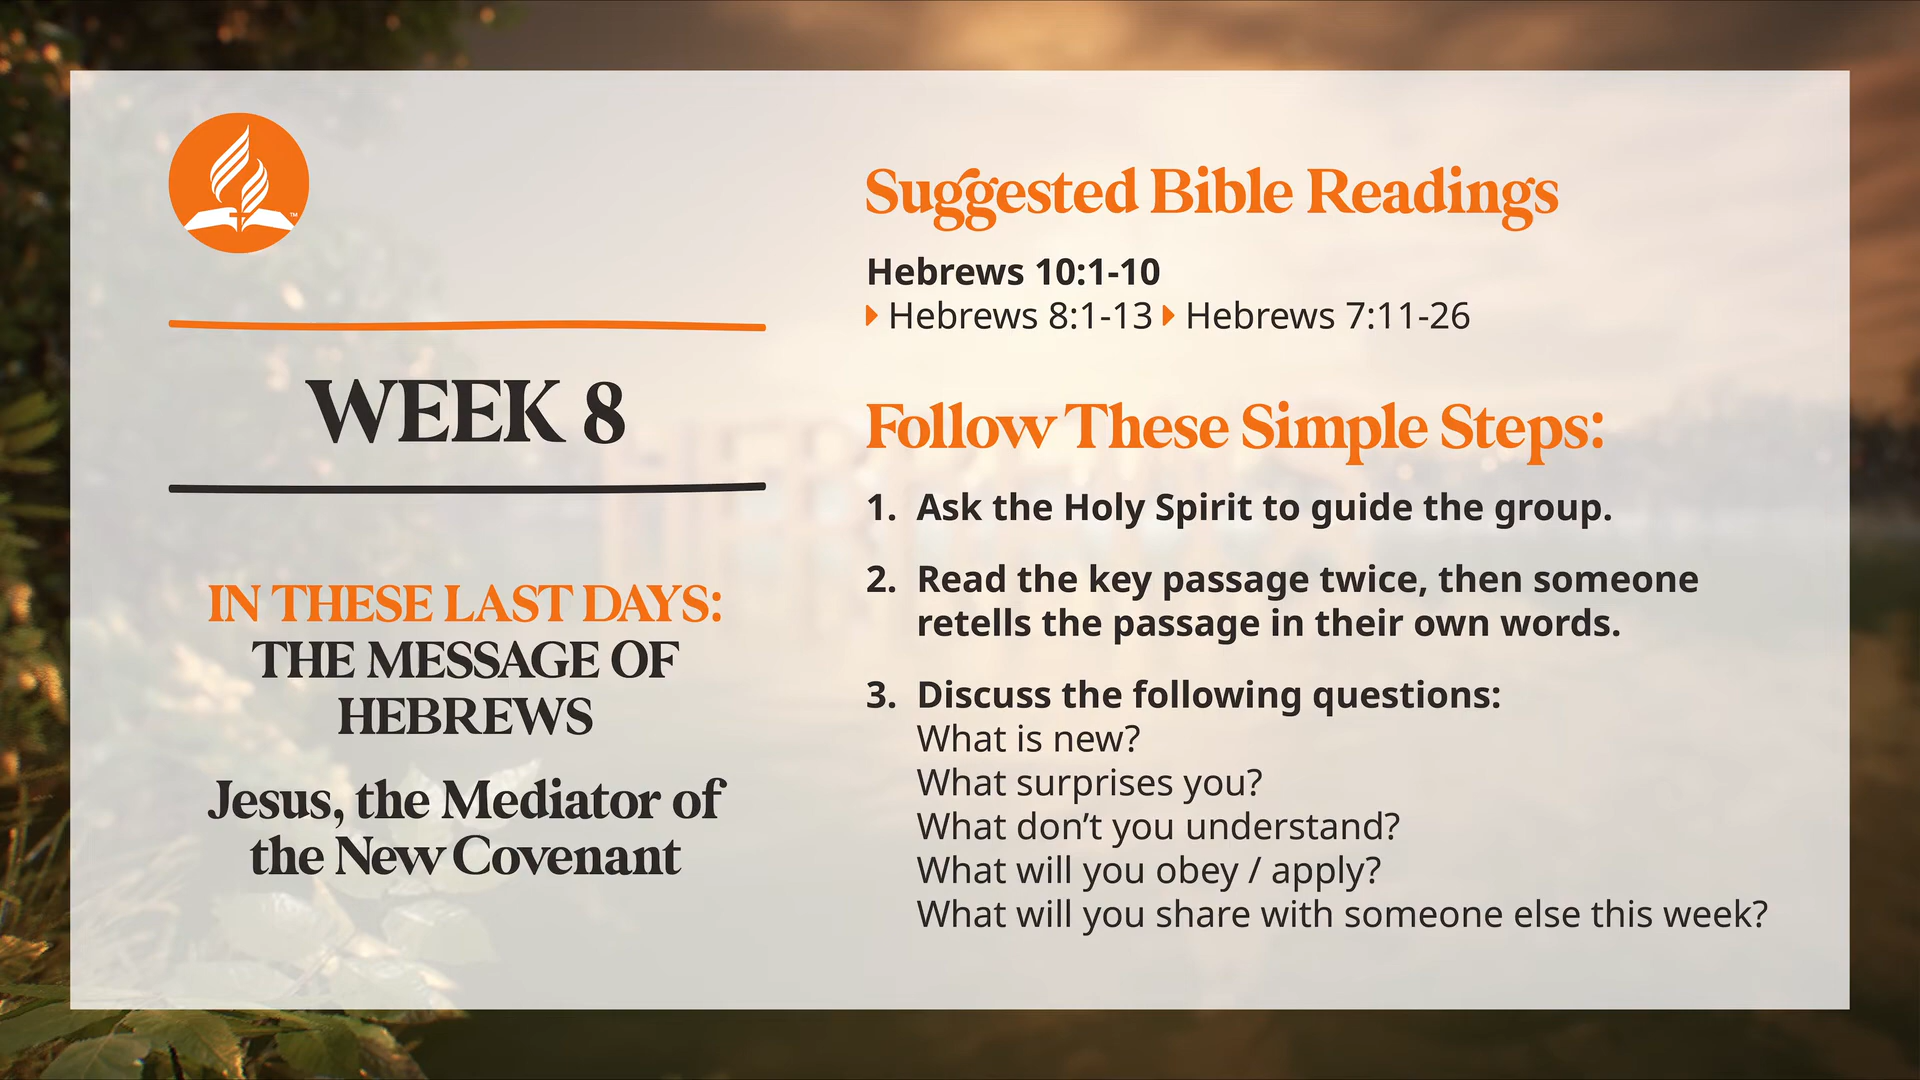 WEEK 8
IN THESE LAST DAYS:
THE MESSAGE OF
HEBREWS
Jesus, the Mediator of
the New Covenant
Suggested Bible Readings
Hebrews 10:1-10
Hebrews 8:1-13 Hebrews 7:11-26
Follow These Simple Steps:
1. Ask the Holy Spirit to guide the group.
2. Read the key passage twice, then someone
retells the passage in their own words.
3. Discuss the following questions:
What is new?
What surprises you?
What don’t you understand?
What will you obey / apply?
What will you share with someone else this week?